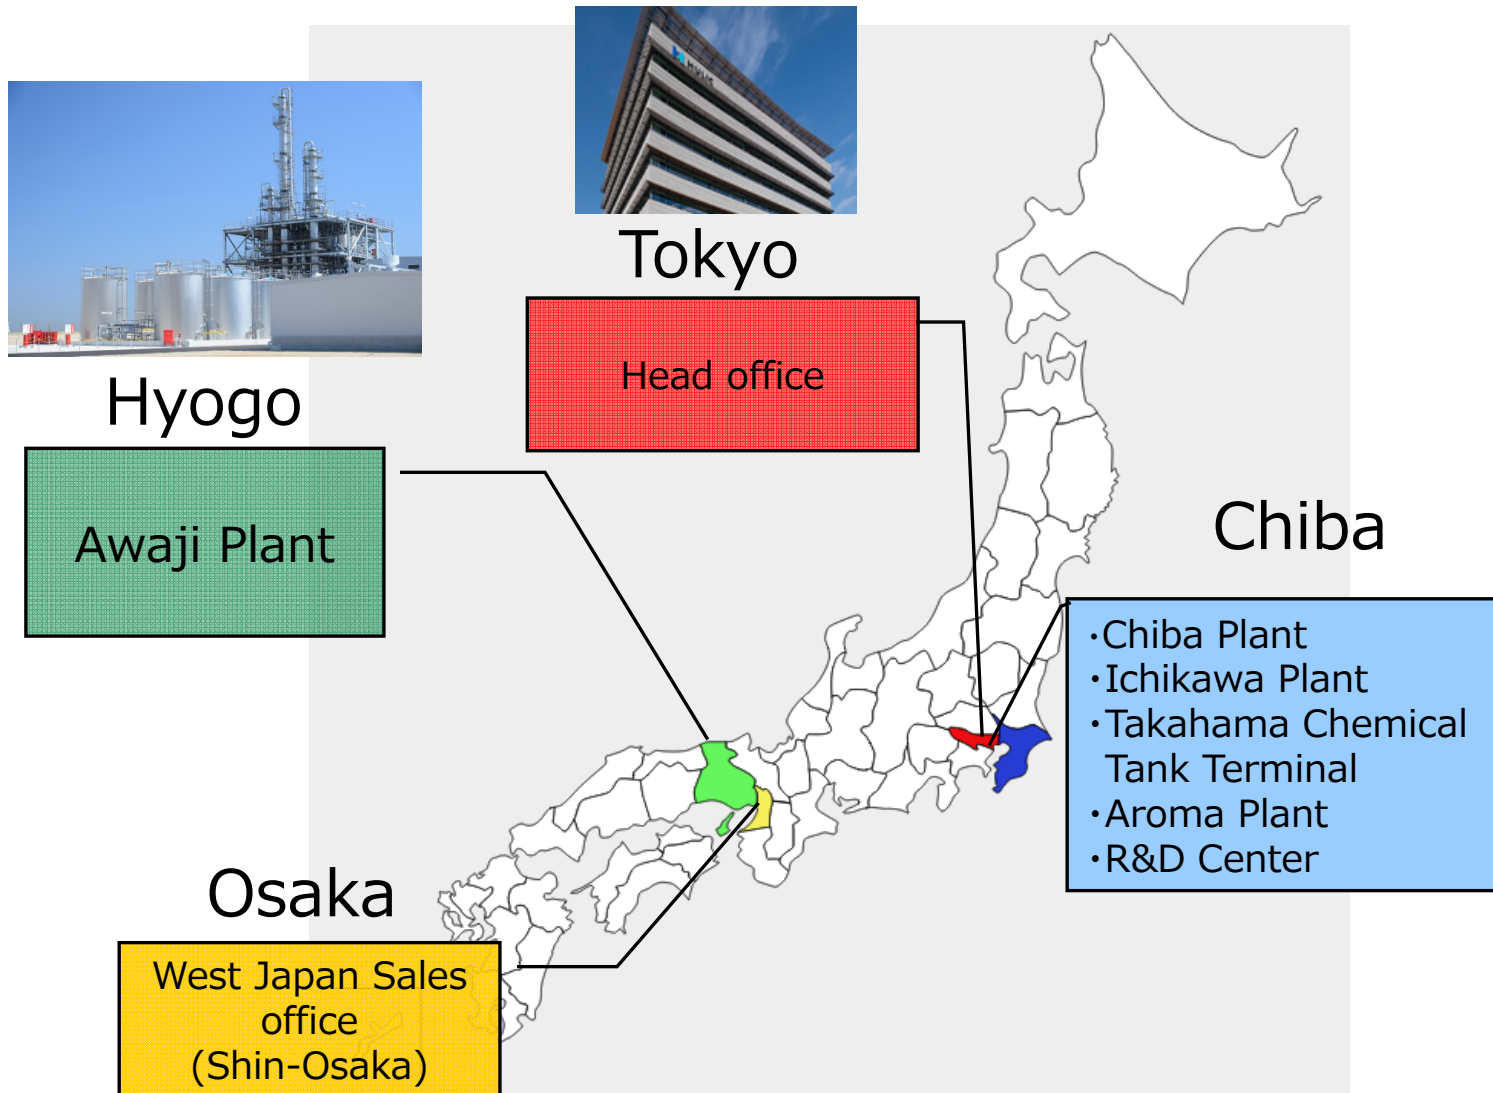 HULIC
Tokyo
Head office
Hyogo
Awaji Plant
Chiba
・Chiba Plant
・Ichikawa Plant
・Takahama Chemical
Tank Terminal
・Aroma Plant
・R&D Center
Osaka
West Japan Sales
office
(Shin-Osaka)